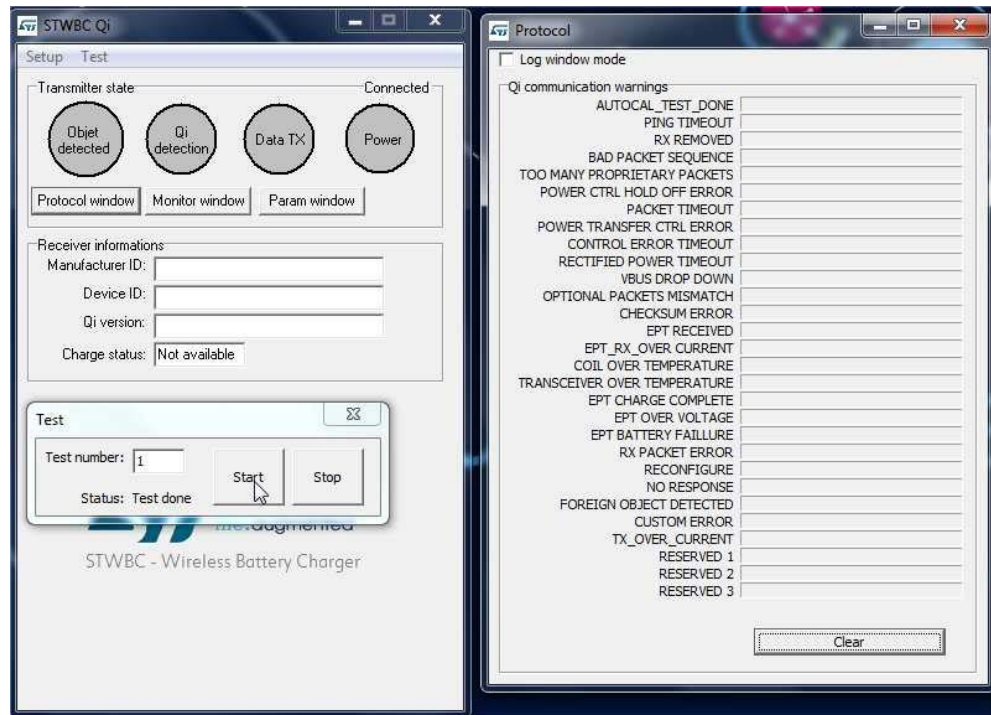 STWBC Qi
Setup Test
Transmitter state
Connected
Objet
detected
Qi
detection
Data TX
Power
Protocol window
Monitor window
Param window
Receiver informations
Manufacturer ID:
Device ID:
Qi version:
Charge status: Not available
Test
Test number: 1
Start
Stop
Status: Test done
life.augmented
STWBC - Wireless Battery Charger
Protocol
Log window mode
Qi communication warnings
AUTOCAL_TEST_DONE
PING TIMEOUT
RX REMOVED
BAD PACKET SEQUENCE
TOO MANY PROPRIETARY PACKETS
POWER CTRL HOLD OFF ERROR
PACKET TIMEOUT
POWER TRANSFER CTRL ERROR
CONTROL ERROR TIMEOUT
RECTIFIED POWER TIMEOUT
VBUS DROP DOWN
OPTIONAL PACKETS MISMATCH
CHECKSUM ERROR
EPT RECEIVED
EPT_RX_OVER CURRENT
COIL OVER TEMPERATURE
TRANSCEIVER OVER TEMPERATURE
EPT CHARGE COMPLETE
EPT OVER VOLTAGE
EPT BATTERY FAILLURE
RX PACKET ERROR
RECONFIGURE
NO RESPONSE
FOREIGN OBJECT DETECTED
CUSTOM ERROR
TX_OVER_CURRENT
RESERVED 1
RESERVED 2
RESERVED 3
Clear